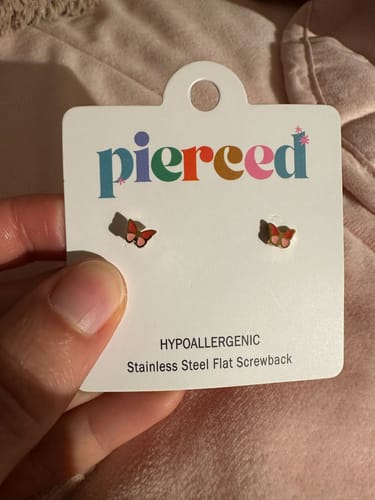 pierced
HYPOALLERGENIC
Stainless Steel Flat Screwback